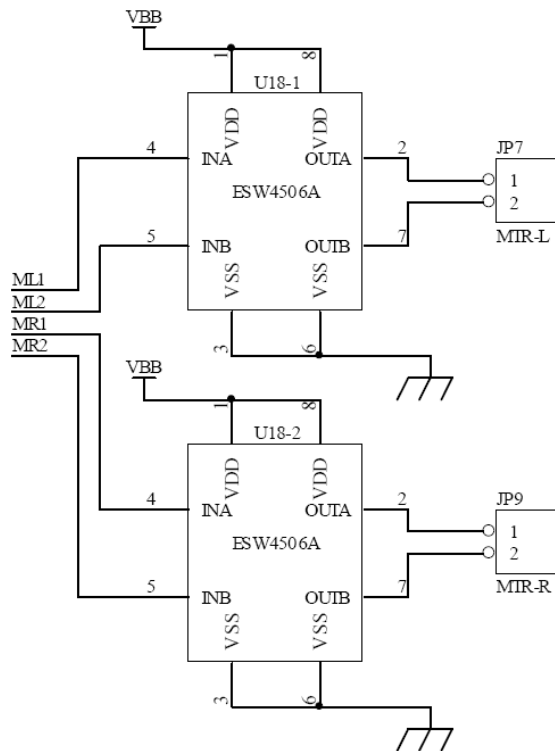 VBB
1
8
U18-1
VDD
VDD
4
INA
OUTA
2
JP7
1
ESW4506A
2
5
INB
OUTB
7
MTR-L
VSS
VSS
ML1
ML2
MR1
MR2
3
6
VBB
1
8
U18-2
VDD
VDD
4
INA
OUTA
2
JP9
1
ESW4506A
2
5
INB
OUTB
7
MTR-R
VSS
VSS
3
6